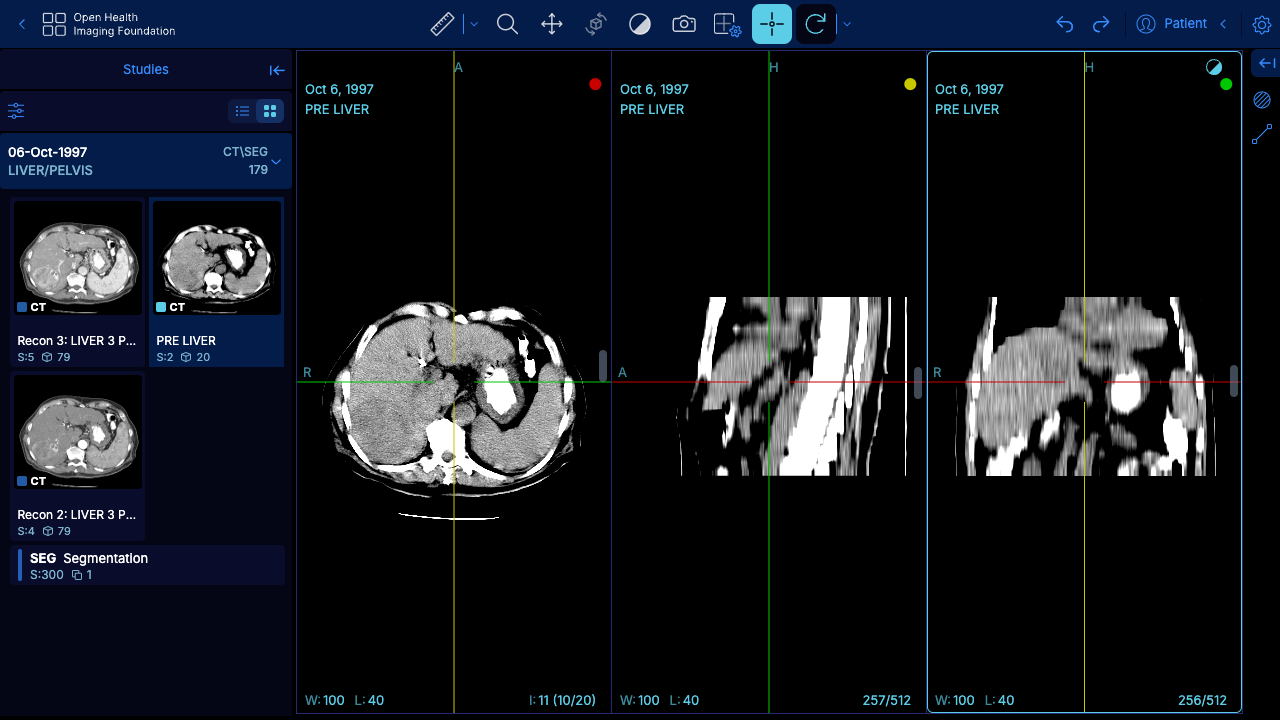 Open Health
Imaging Foundation
Patient
Studies
06-Oct-1997
LIVER/PELVIS
CT\SEG
179
CT
Recon 3: LIVER 3 P...
S:5 79
CT
PRE LIVER
S:2 20
CT
Recon 2: LIVER 3 P...
S:4 79
SEG Segmentation
S:300 1
A
Oct 6, 1997
PRE LIVER
R
W: 100 L: 40
I: 11 (10/20)
H
Oct 6, 1997
PRE LIVER
A
W: 100 L: 40
257/512
H
Oct 6, 1997
PRE LIVER
R
W: 100 L: 40
256/512